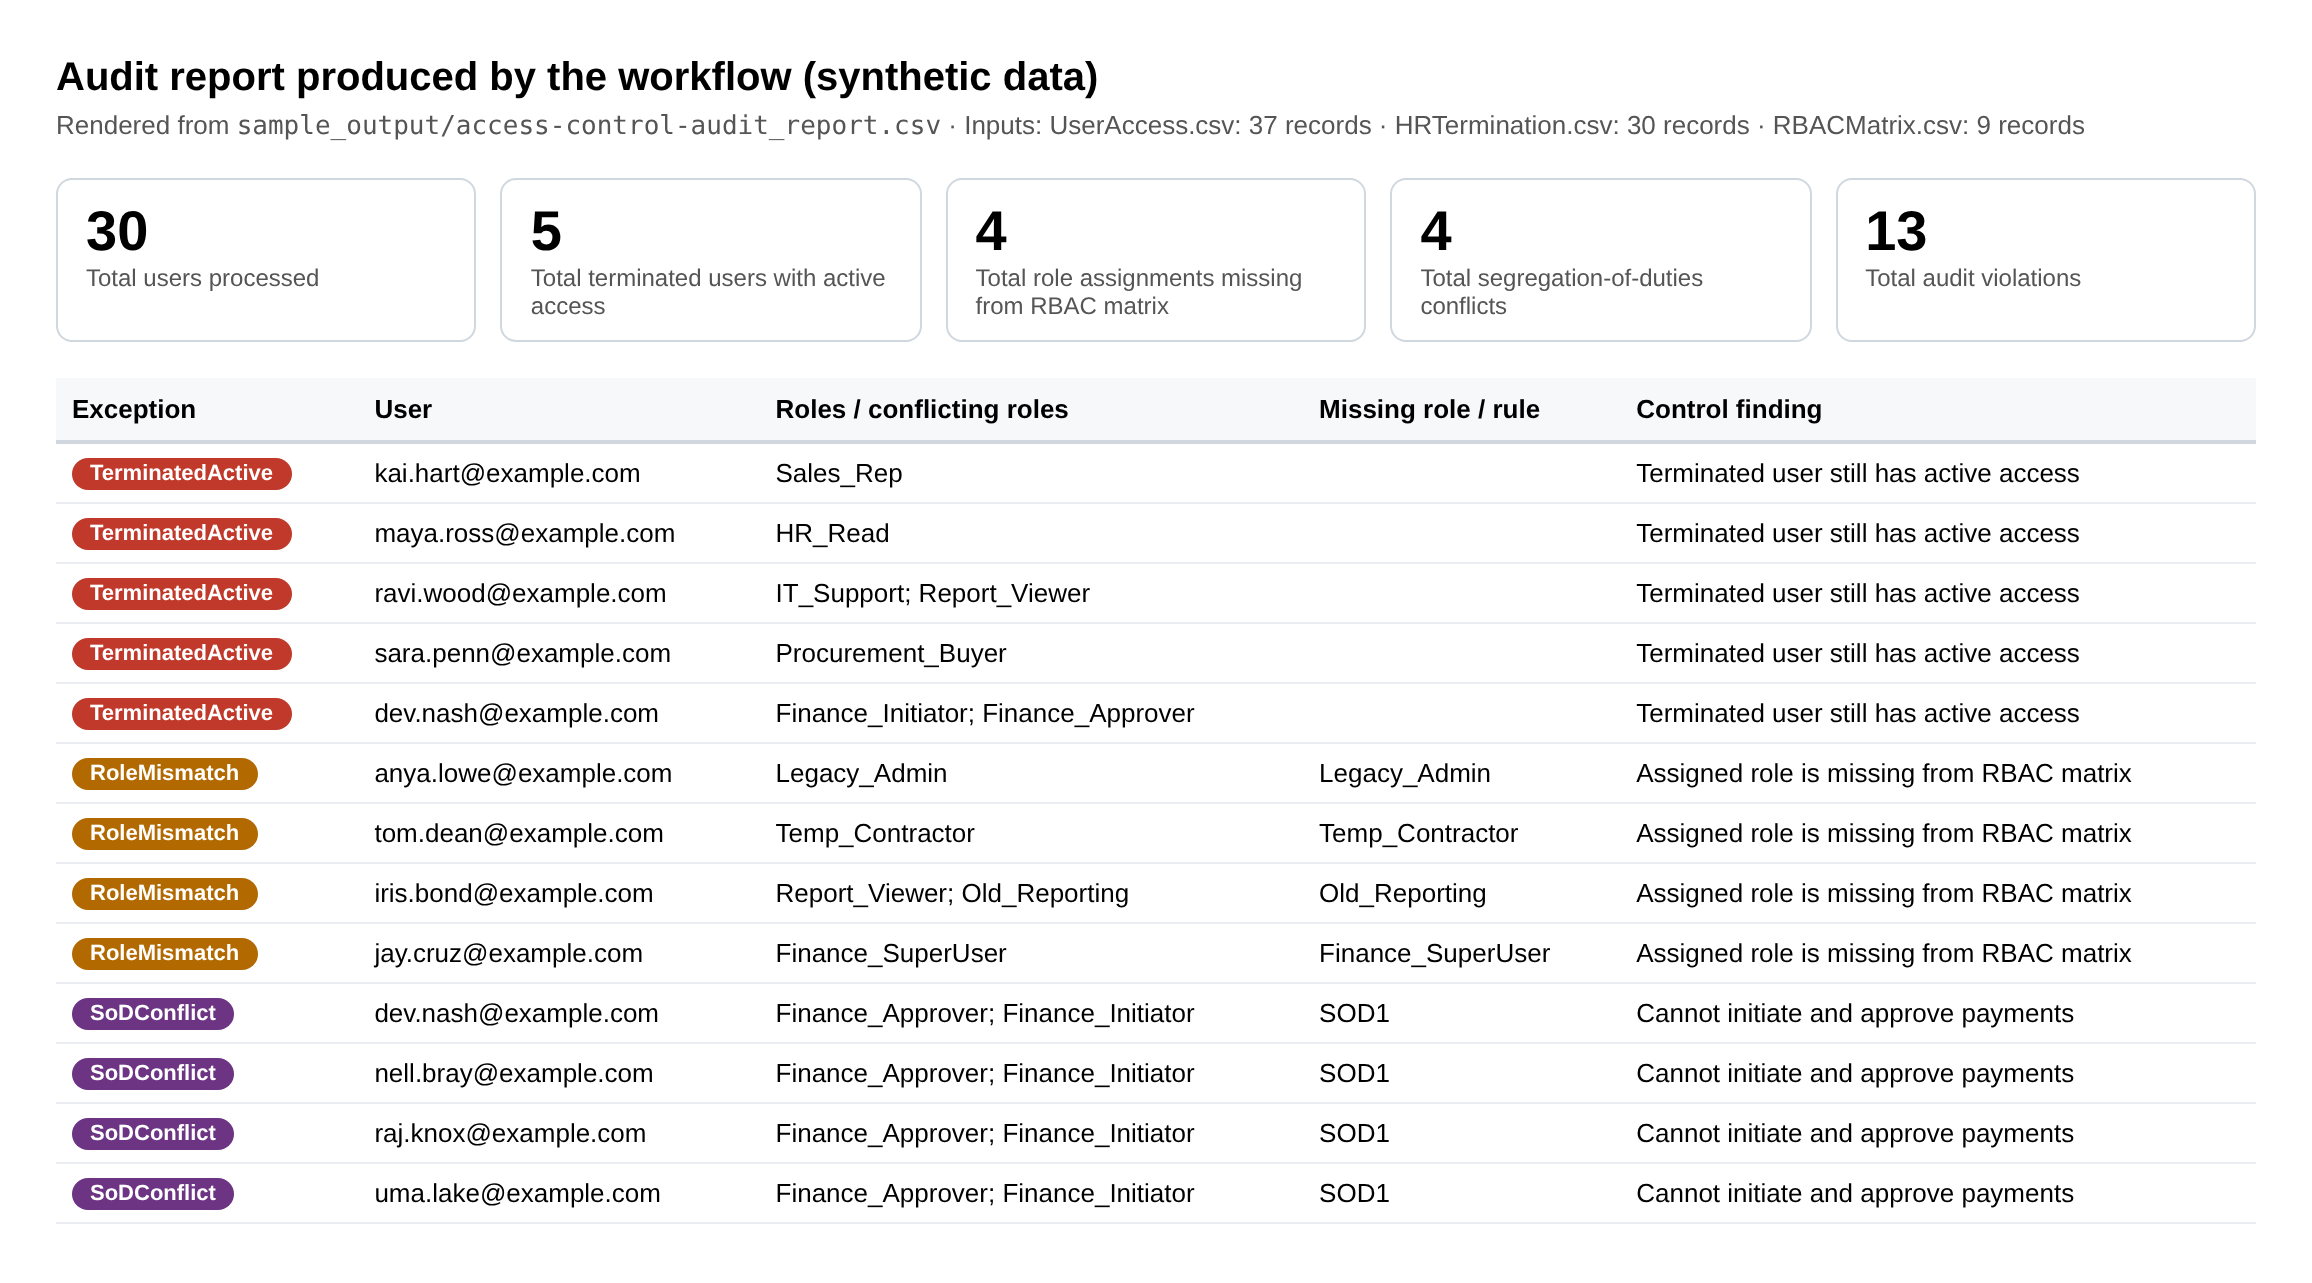 Audit report produced by the workflow (synthetic data)
Rendered from sample_output/access-control-audit_report.csv · Inputs: UserAccess.csv: 37 records · HRTermination.csv: 30 records · RBACMatrix.csv: 9 records
30
Total users processed
5
Total terminated users with active
access
4
Total role assignments missing
from RBAC matrix
4
Total segregation-of-duties
conflicts
13
Total audit violations
Exception User Roles / conflicting roles Missing role / rule Control finding
TerminatedActive kai.hart@example.com Sales_Rep Terminated user still has active access
TerminatedActive maya.ross@example.com HR_Read Terminated user still has active access
TerminatedActive ravi.wood@example.com IT_Support; Report_Viewer Terminated user still has active access
TerminatedActive sara.penn@example.com Procurement_Buyer Terminated user still has active access
TerminatedActive dev.nash@example.com Finance_Initiator; Finance_Approver Terminated user still has active access
RoleMismatch anya.lowe@example.com Legacy_Admin Legacy_Admin Assigned role is missing from RBAC matrix
RoleMismatch tom.dean@example.com Temp_Contractor Temp_Contractor Assigned role is missing from RBAC matrix
RoleMismatch iris.bond@example.com Report_Viewer; Old_Reporting Old_Reporting Assigned role is missing from RBAC matrix
RoleMismatch jay.cruz@example.com Finance_SuperUser Finance_SuperUser Assigned role is missing from RBAC matrix
SoDConflict dev.nash@example.com Finance_Approver; Finance_Initiator SOD1 Cannot initiate and approve payments
SoDConflict nell.bray@example.com Finance_Approver; Finance_Initiator SOD1 Cannot initiate and approve payments
SoDConflict raj.knox@example.com Finance_Approver; Finance_Initiator SOD1 Cannot initiate and approve payments
SoDConflict uma.lake@example.com Finance_Approver; Finance_Initiator SOD1 Cannot initiate and approve payments